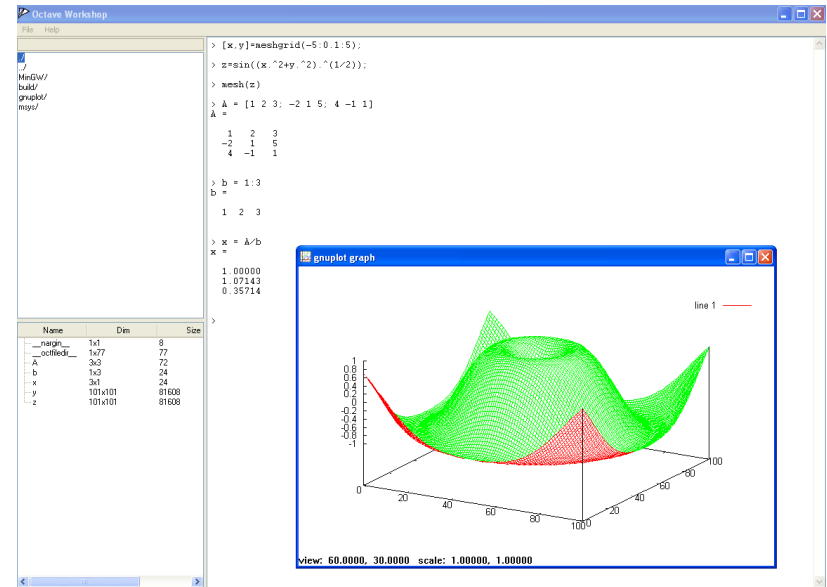 Octave Workshop
File Help
./
../
MinGW/
build/
gnuplot/
msys/
Name Dim Size
__nargin__ 1x1 8
__octfiledir__ 1x77 77
A 3x3 72
b 1x3 24
x 3x1 24
y 101x101 81608
z 101x101 81608
> [x,y]=meshgrid(-5:0.1:5);
> z=sin((x.^2+y.^2).^(1/2));
> mesh(z)
> A = [1 2 3; -2 1 5; 4 -1 1]
A =
1 2 3
-2 1 5
4 -1 1
> b = 1:3
b =
1 2 3
> x = A/b
x =
1.00000
1.07143
0.35714
>
gnuplot graph
line 1
1
0.8
0.6
0.4
0.2
0
-0.2
-0.4
-0.6
-0.8
-1
0 20 40 60 80 100
0 20 40 60 80 100
view: 60.0000, 30.0000 scale: 1.00000, 1.00000